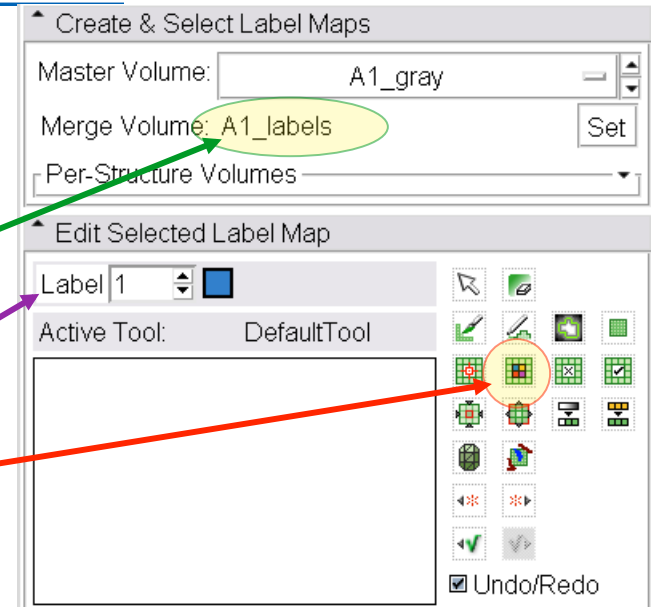 Create & Select Label Maps
Master Volume: A1_gray
Merge Volume: A1_labels Set
Per-Structure Volumes
Edit Selected Label Map
Label 1
Active Tool: DefaultTool
Undo/Redo